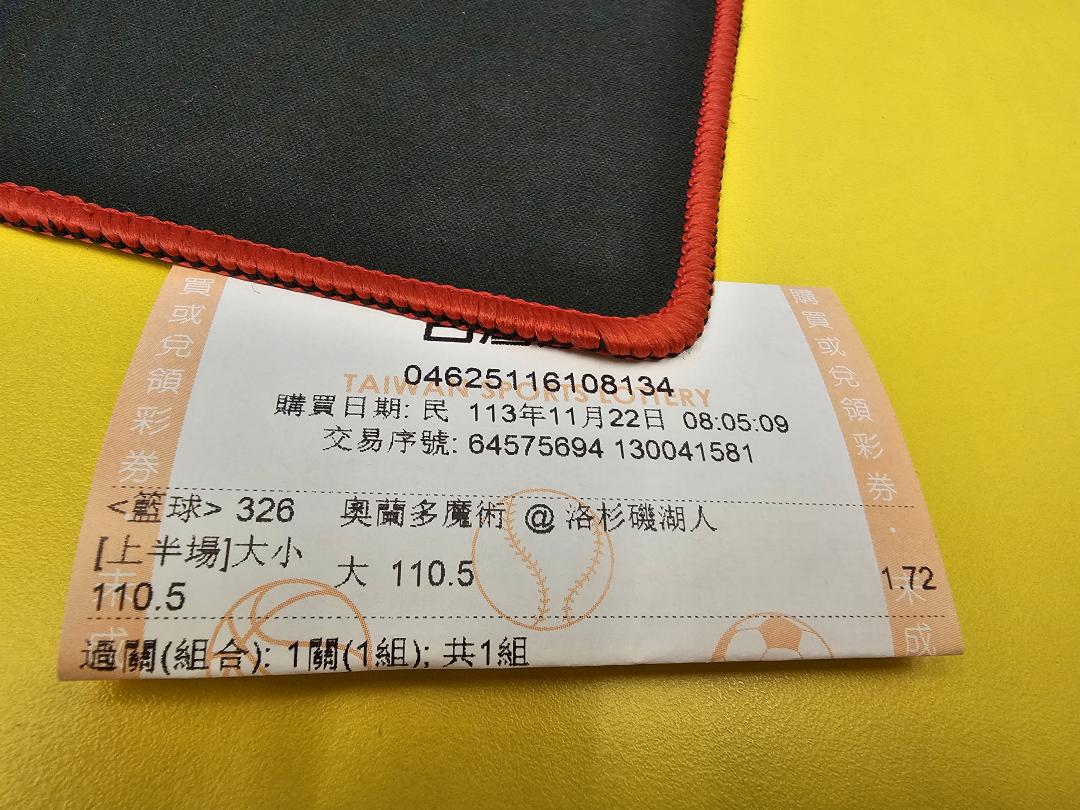 04625116108134
TAIWAN SPORTS LOTTERY
購買日期: 民 113年11月22日 08:05:09
交易序號: 64575694 130041581
<籃球> 326 奧蘭多魔術 @ 洛杉磯湖人
[上半場]大小
110.5
大 110.5
1.72
過關(組合): 1關(1組); 共1組
買或兌領彩券
未成
購買或兌領彩券.未成